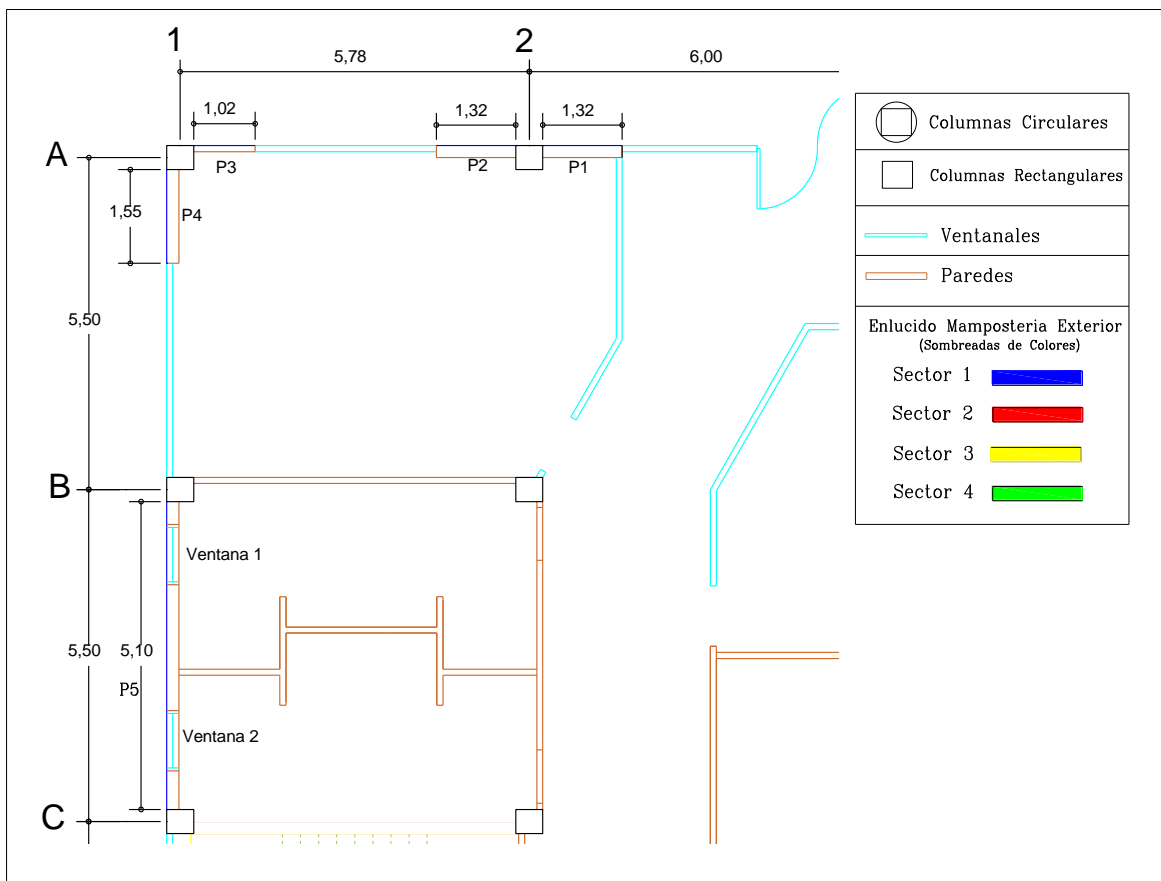 1
2
5,78
6,00
1,02
1,32
1,32
A
P3
P2
P1
1,55
P4
5,50
B
Ventana 1
5,50
5,10
P5
Ventana 2
C
Columnas Circulares
Columnas Rectangulares
Ventanales
Paredes
Enlucido Mamposteria Exterior
(Sombreadas de Colores)
Sector 1
Sector 2
Sector 3
Sector 4